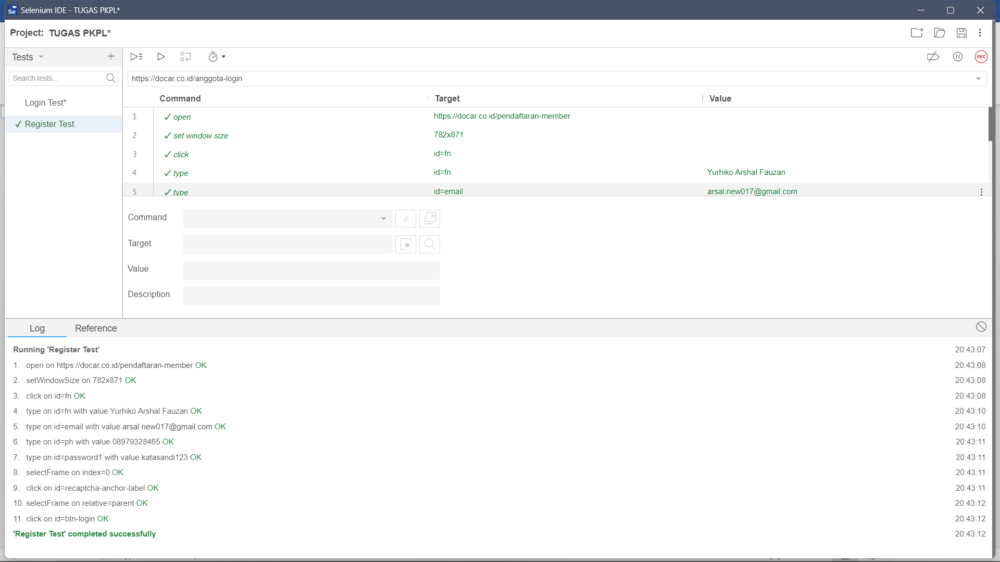 Selenium IDE - TUGAS PKPL*
Project: TUGAS PKPL*
Tests
REC
Search tests...
https://docar.co.id/anggota-login
Login Test*
✓ Register Test
Command Target Value
1 ✓ open https://docar.co.id/pendaftaran-member
2 ✓ set window size 782x871
3 ✓ click id=fn
4 ✓ type id=fn Yurhiko Arshal Fauzan
5 ✓ type id=email arsal.new017@gmail.com
Command //
Target
Value
Description
Log Reference
Running 'Register Test' 20:43:07
1. open on https://docar.co.id/pendaftaran-member OK 20:43:08
2. setWindowSize on 782x871 OK 20:43:08
3. click on id=fn OK 20:43:08
4. type on id=fn with value Yurhiko Arshal Fauzan OK 20:43:10
5. type on id=email with value arsal.new017@gmail.com OK 20:43:10
6. type on id=ph with value 08979328465 OK 20:43:11
7. type on id=password1 with value katasandi123 OK 20:43:11
8. selectFrame on index=0 OK 20:43:11
9. click on id=recaptcha-anchor-label OK 20:43:11
10. selectFrame on relative=parent OK 20:43:12
11. click on id=btn-login OK 20:43:12
'Register Test' completed successfully 20:43:12